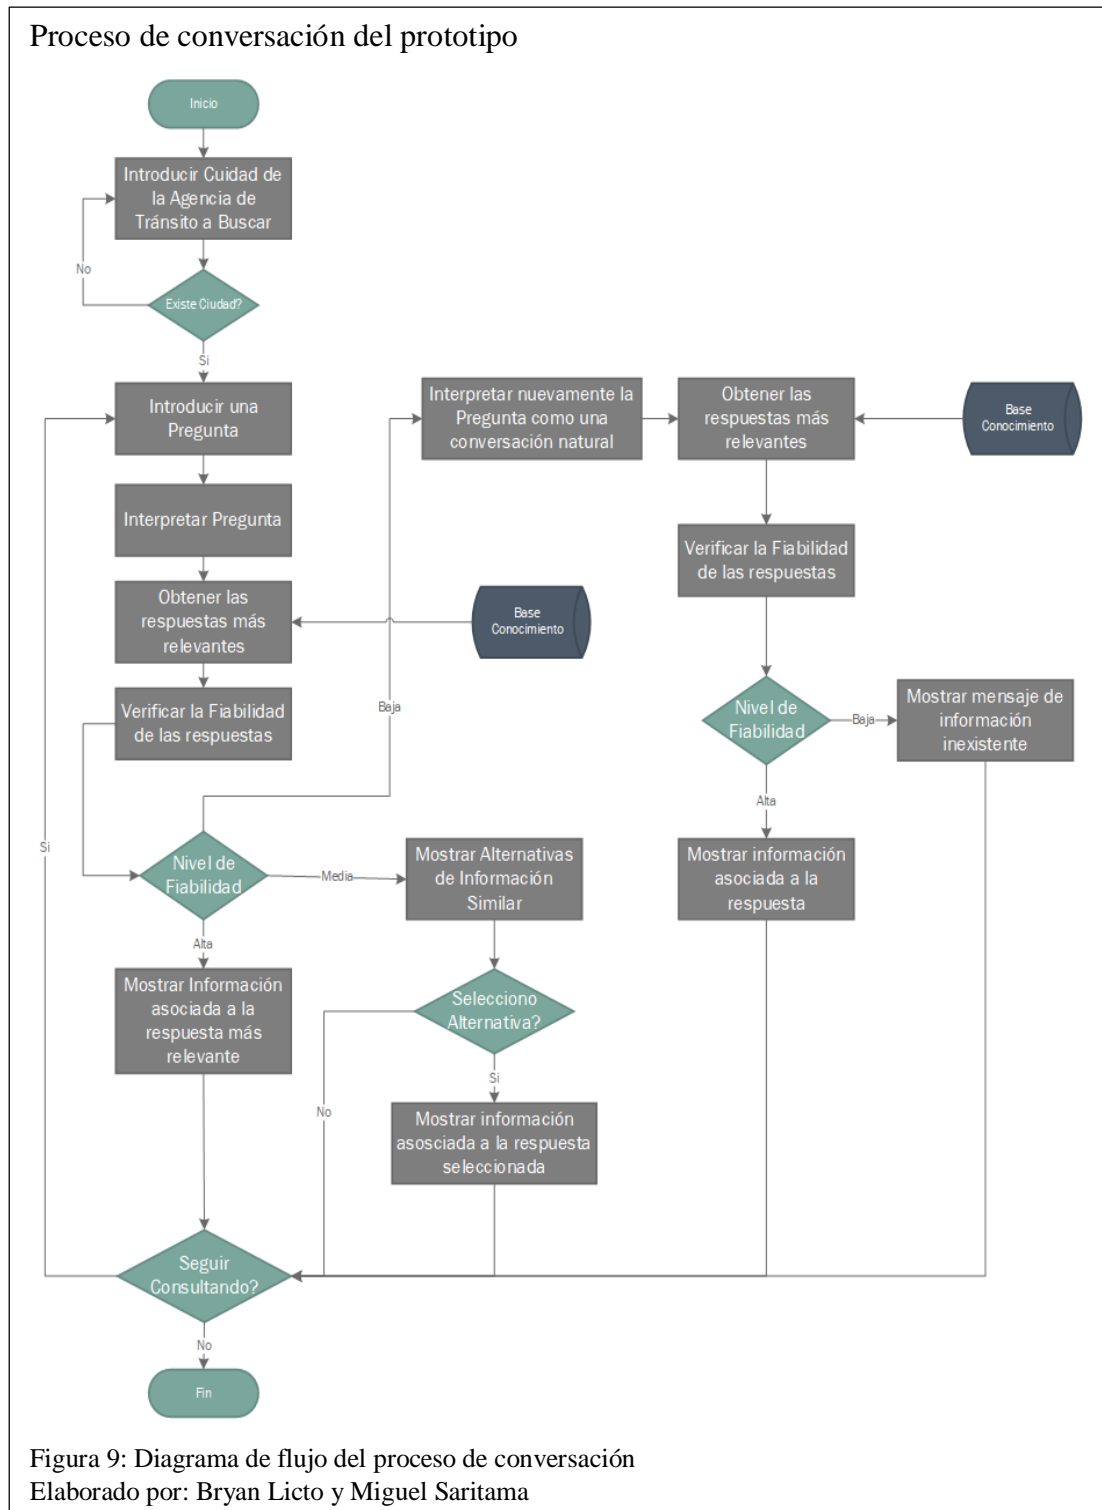 Proceso de conversación del prototipo
Inicio
Introducir Cuidad de
la Agencia de
Tránsito a Buscar
No
Existe Ciudad?
Si
Introducir una
Pregunta
Interpretar nuevamente la
Pregunta como una
conversación natural
Obtener las
respuestas más
relevantes
Base
Conocimiento
Interpretar Pregunta
Verificar la Fiabilidad
de las respuestas
Obtener las
respuestas más
relevantes
Base
Conocimiento
Verificar la Fiabilidad
de las respuestas
Baja
Nivel de
Fiabilidad
Baja
Mostrar mensaje de
información
inexistente
Alta
Si
Nivel de
Fiabilidad
Media
Mostrar Alternativas
de Información
Similar
Mostrar información
asociada a la
respuesta
Alta
Mostrar Información
asociada a la
respuesta más
relevante
Selecciono
Alternativa?
Si
No
Mostrar información
asosciada a la respuesta
seleccionada
Seguir
Consultando?
No
Fin
Figura 9: Diagrama de flujo del proceso de conversación
Elaborado por: Bryan Licto y Miguel Saritama